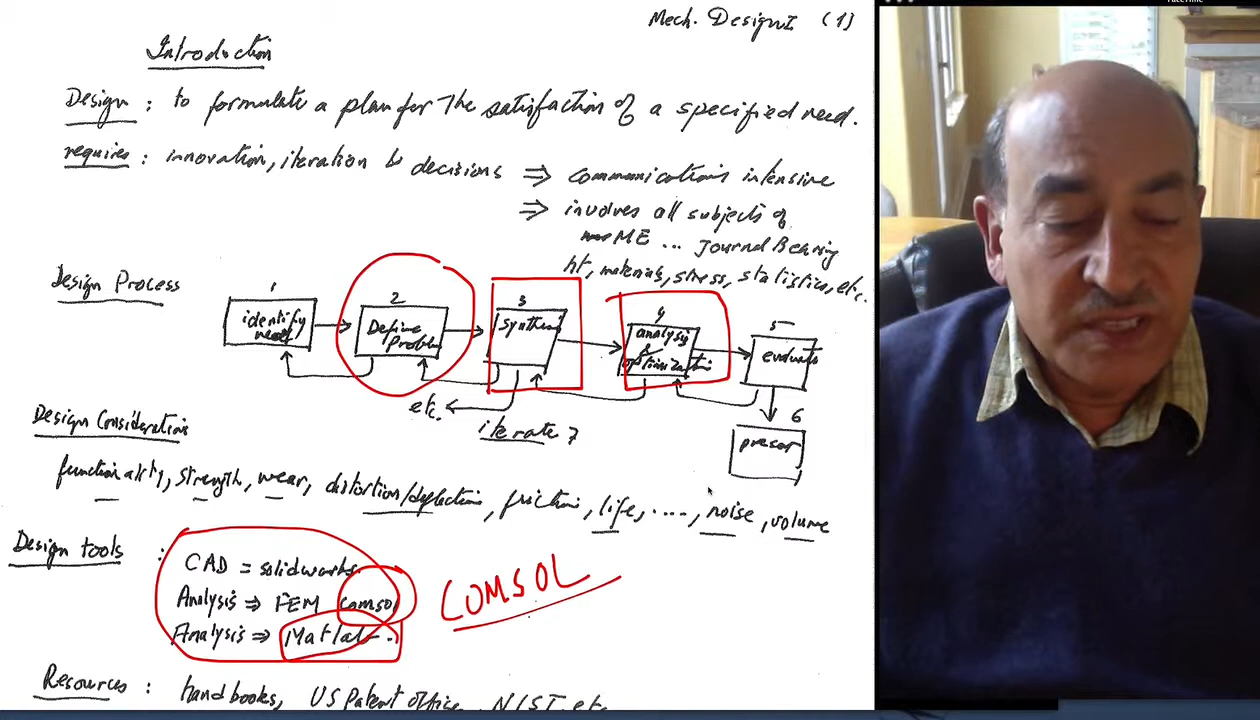 Mech. Design I (1)
Introduction
Design : to formulate a plan for the satisfaction of a specified need.
requires : innovation, iteration & decisions ⇒ communications intensive
⇒ involves all subjects of
ME ... Journal Bearing
ht, materials, stress, statistics, etc.
Design Process
1 2 3 4 5
identify need
Define Problem
analysis & optimization
evaluate
6
present
etc.
iterate
Design Considerations
functionality, strength, wear, distortion/deflection, friction, life, ...., noise, volume
Design tools :
CAD = solidworks
Analysis ⇒ FEM comsol
COMSOL
Analysis ⇒ Matlab ...
Resources : handbooks, US Patent office, NIST, etc.